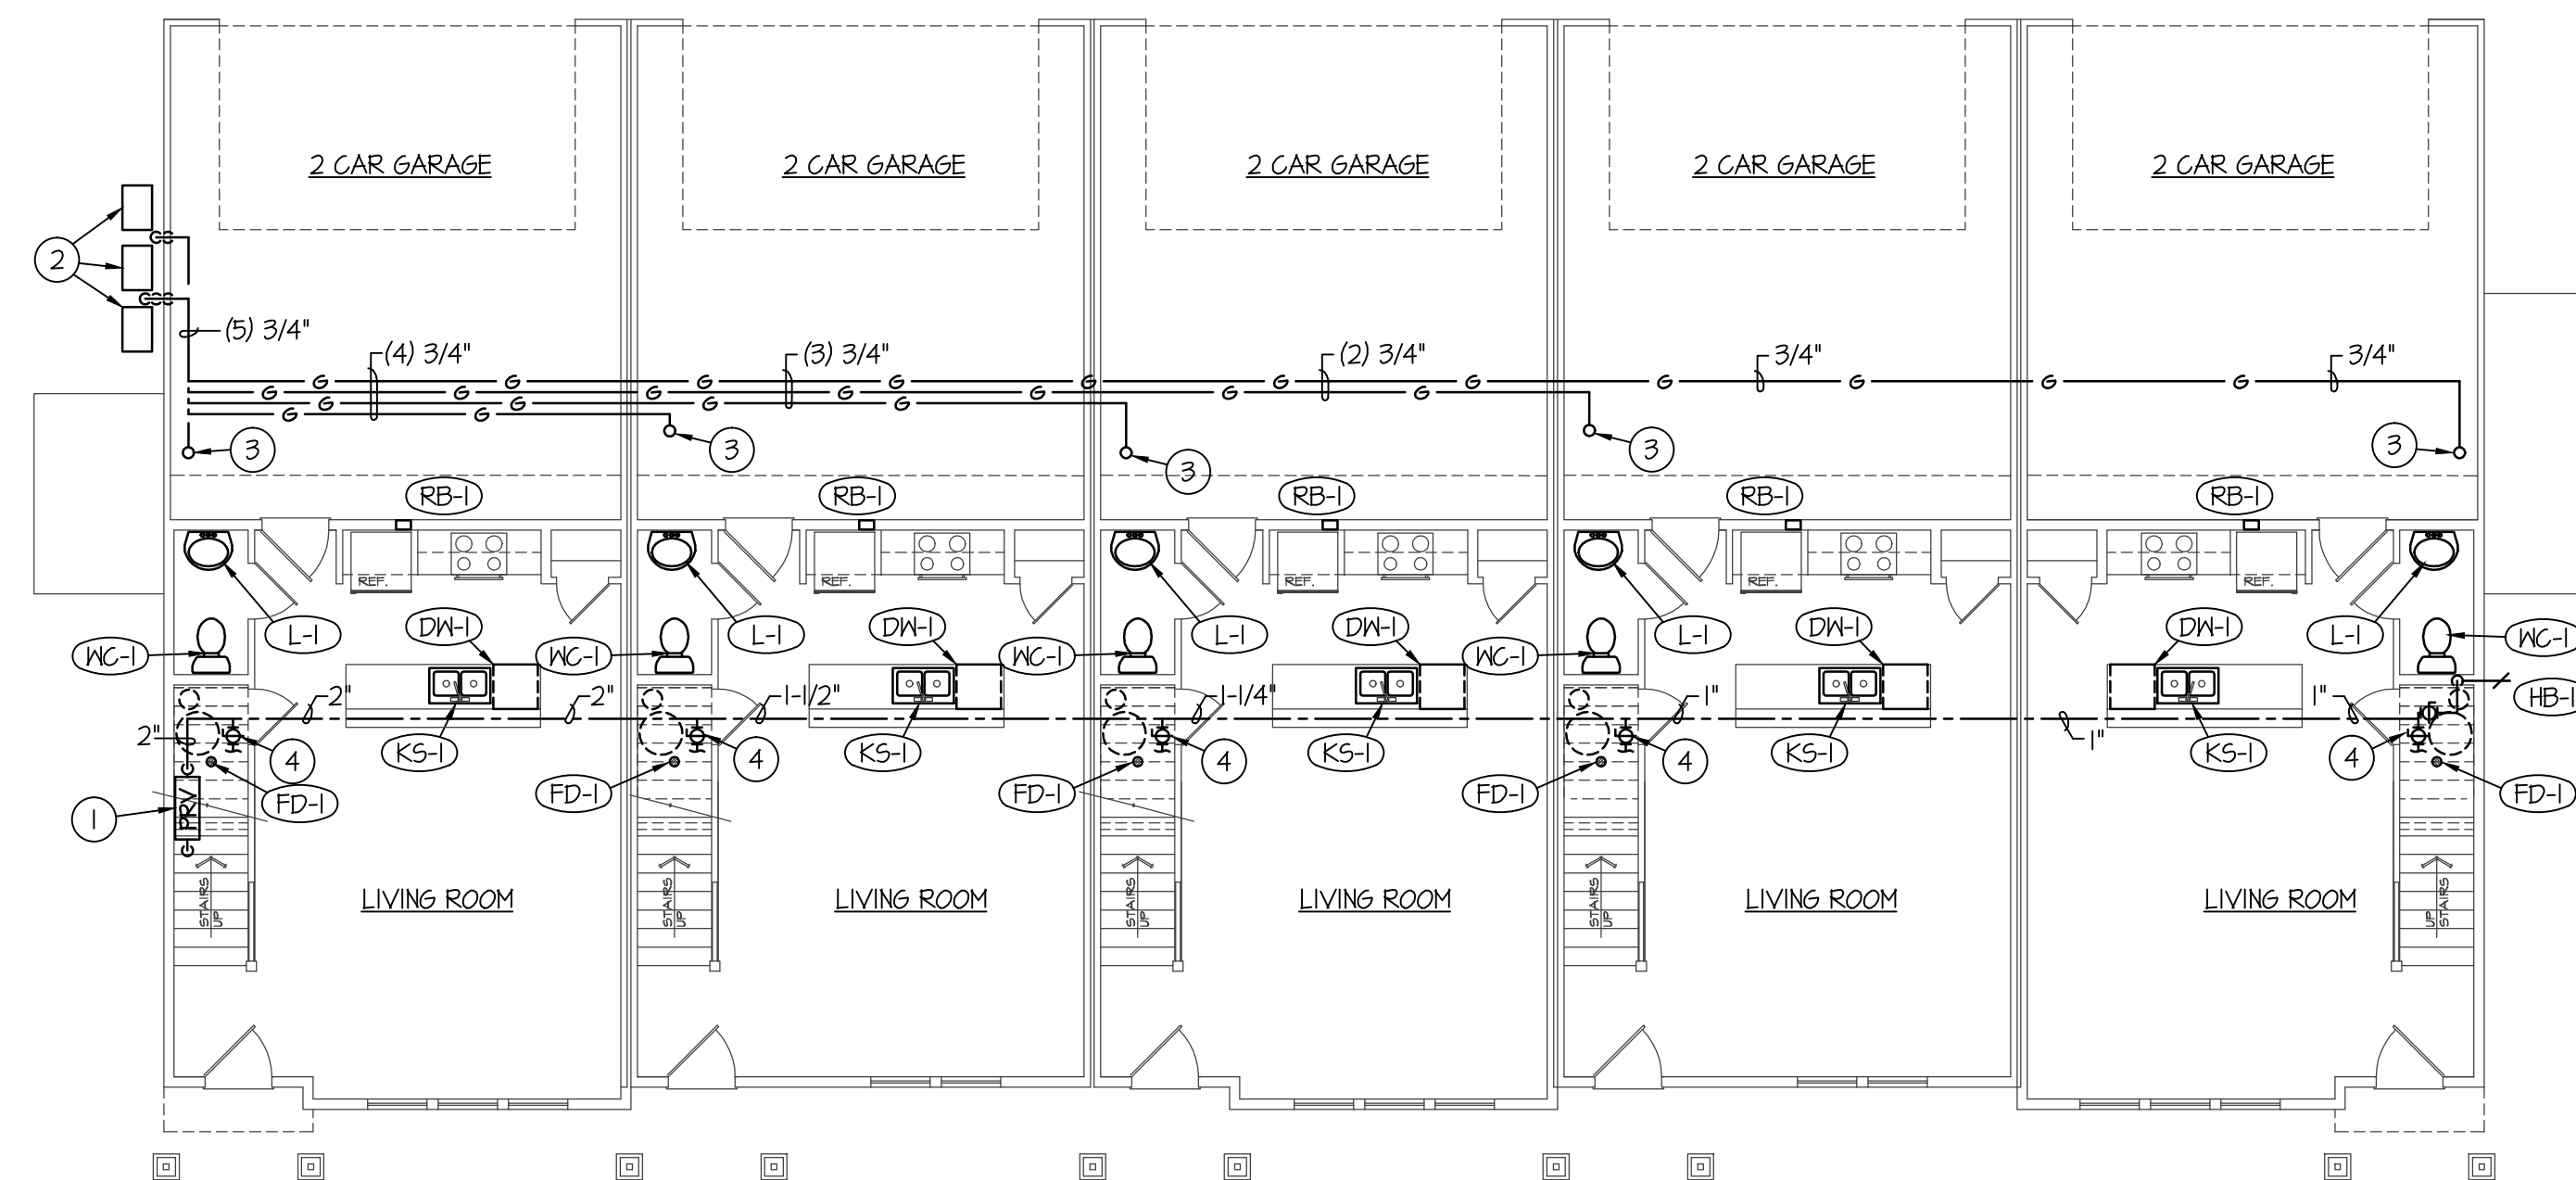 2 CAR GARAGE
2 CAR GARAGE
2 CAR GARAGE
2 CAR GARAGE
2 CAR GARAGE
2
(5) 3/4"
(4) 3/4"
(3) 3/4"
(2) 3/4"
3/4"
3/4"
G G G G G G G G G G G
G G G G G G G
G G G G
G G
3
3
3
3
3
RB-1
RB-1
RB-1
RB-1
RB-1
REF.
REF.
REF.
REF.
REF.
WC-1
L-1
DW-1
WC-1
L-1
DW-1
WC-1
L-1
DW-1
WC-1
L-1
DW-1
DW-1
L-1
WC-1
2"
2"
1-1/2"
1-1/4"
1"
1"
HB-1
2"
4
KS-1
4
KS-1
4
KS-1
4
KS-1
1"
KS-1
4
1
PRV
FD-1
FD-1
FD-1
FD-1
FD-1
STAIRS
UP
LIVING ROOM
STAIRS
UP
LIVING ROOM
STAIRS
UP
LIVING ROOM
STAIRS
UP
LIVING ROOM
LIVING ROOM
UP
STAIRS